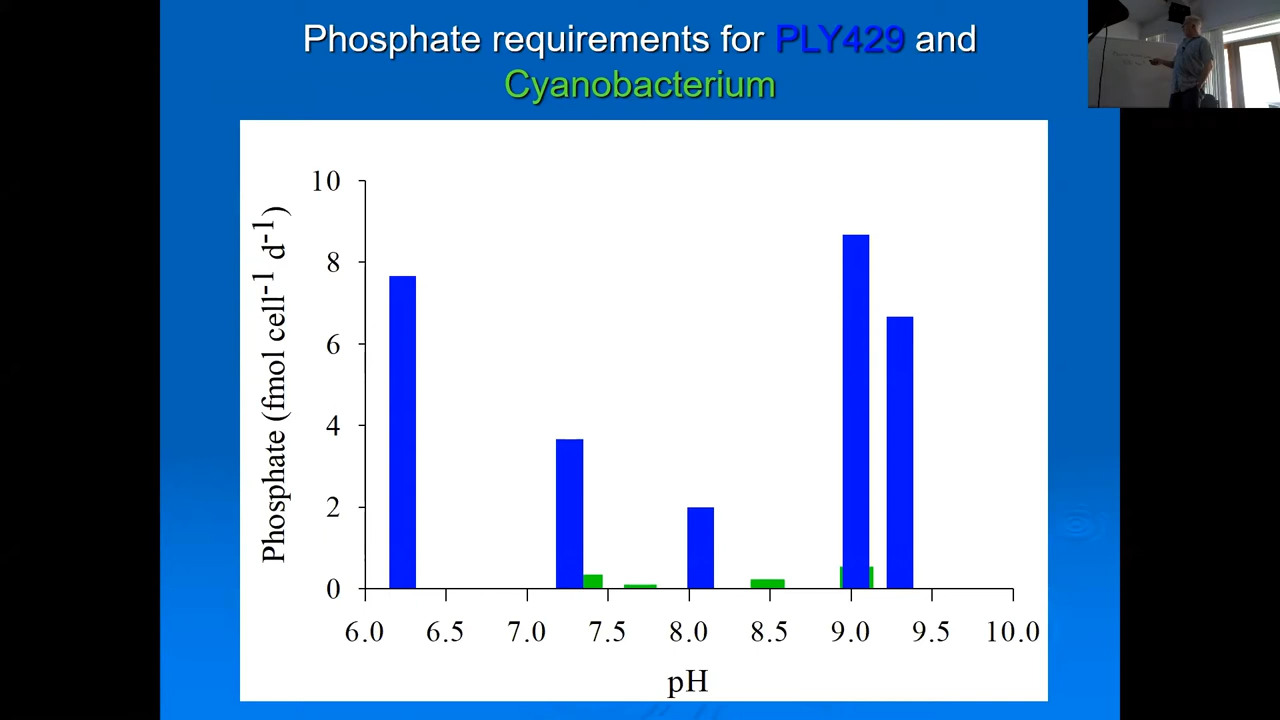 Phosphate requirements for PLY429 and
Cyanobacterium
10
8
6
4
2
0
Phosphate (fmol cell-1 d-1)
6.0 6.5 7.0 7.5 8.0 8.5 9.0 9.5 10.0
pH